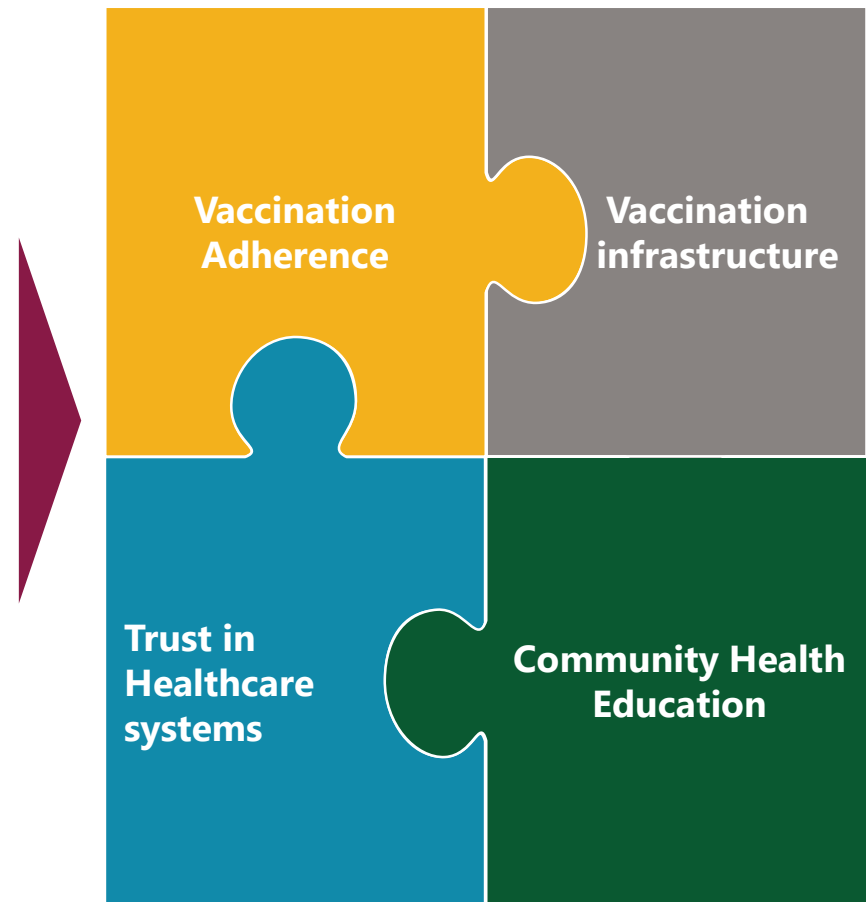 Vaccination
Adherence
Vaccination
infrastructure
Trust in
Healthcare
systems
Community Health
Education